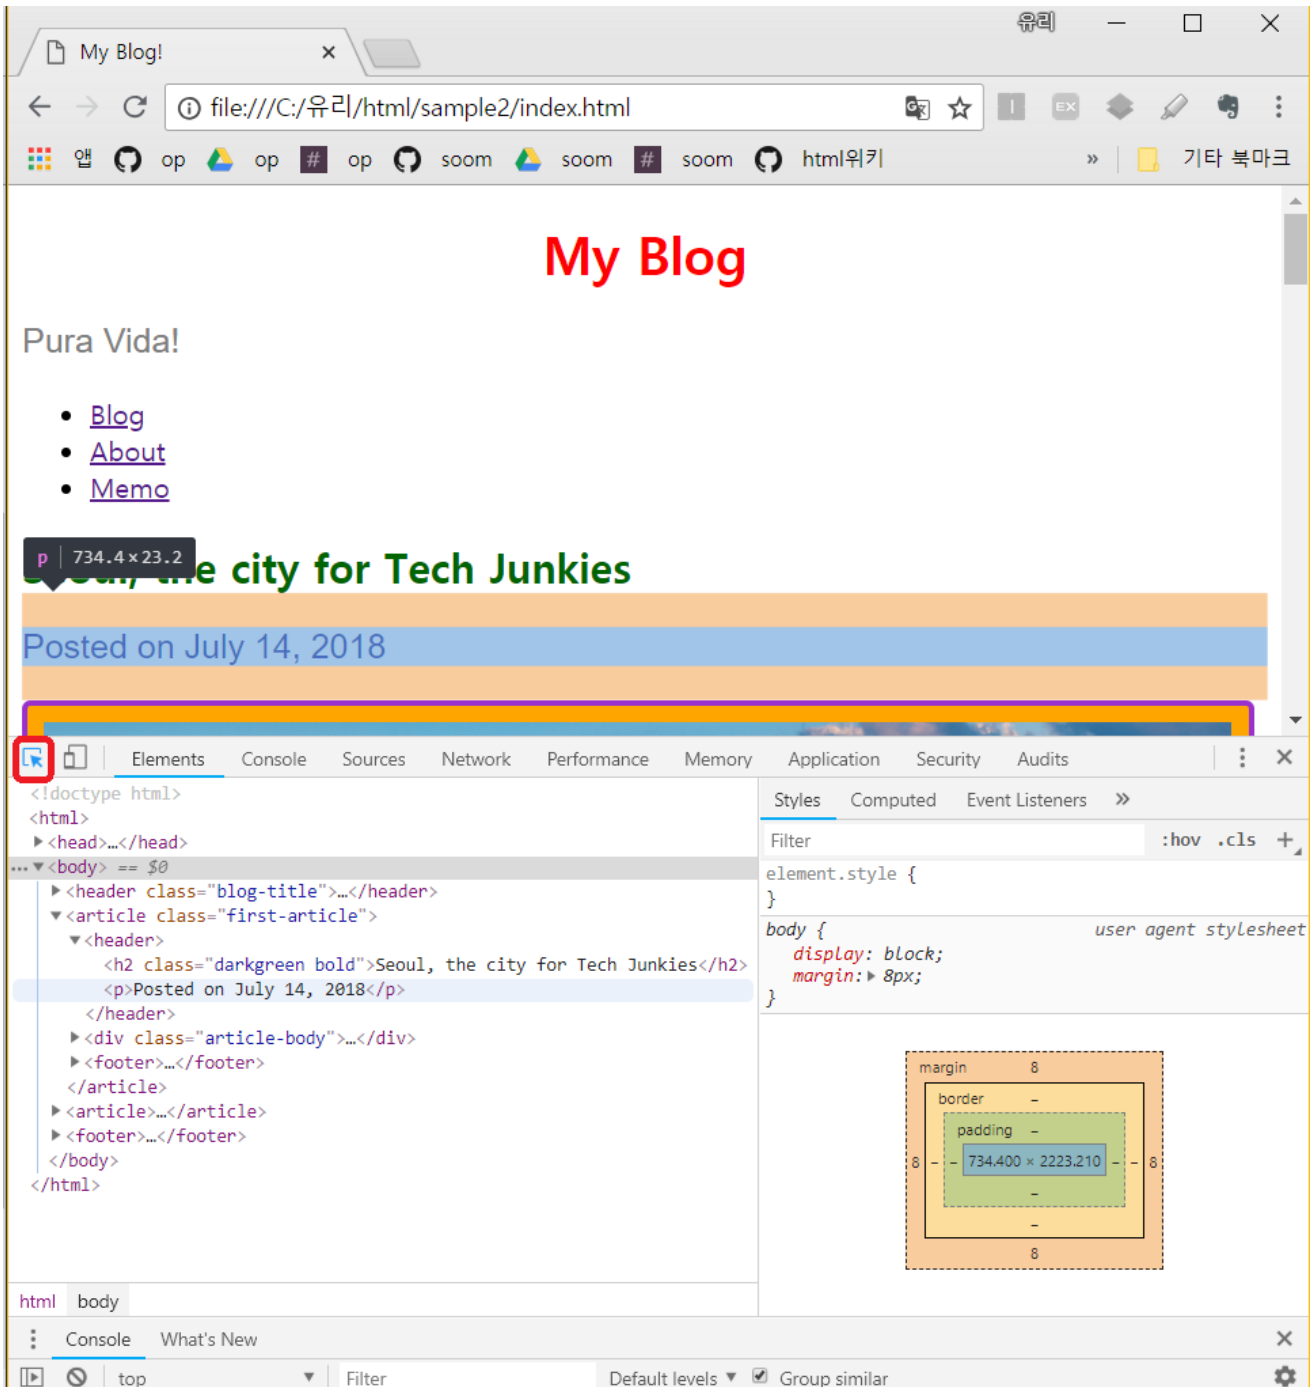 유리
My Blog!
file:///C:/유리/html/sample2/index.html
앱 op op # op soom soom # soom html위키 » 기타 북마크
My Blog
Pura Vida!
Blog
About
Memo
p 734.4×23.2
the city for Tech Junkies
Posted on July 14, 2018
Elements Console Sources Network Performance Memory Application Security Audits
<!doctype html>
<html>
<head>…</head>
<body> == $0
<header class="blog-title">…</header>
<article class="first-article">
<header>
<h2 class="darkgreen bold">Seoul, the city for Tech Junkies</h2>
<p>Posted on July 14, 2018</p>
</header>
<div class="article-body">…</div>
<footer>…</footer>
</article>
<article>…</article>
<footer>…</footer>
</body>
</html>
html body
Styles Computed Event Listeners »
Filter :hov .cls +
element.style {
}
body { user agent stylesheet
display: block;
margin: 8px;
}
margin 8
border –
padding –
8 – – 734.400 × 2223.210 – – 8
–
–
8
Console What's New
top Filter Default levels Group similar